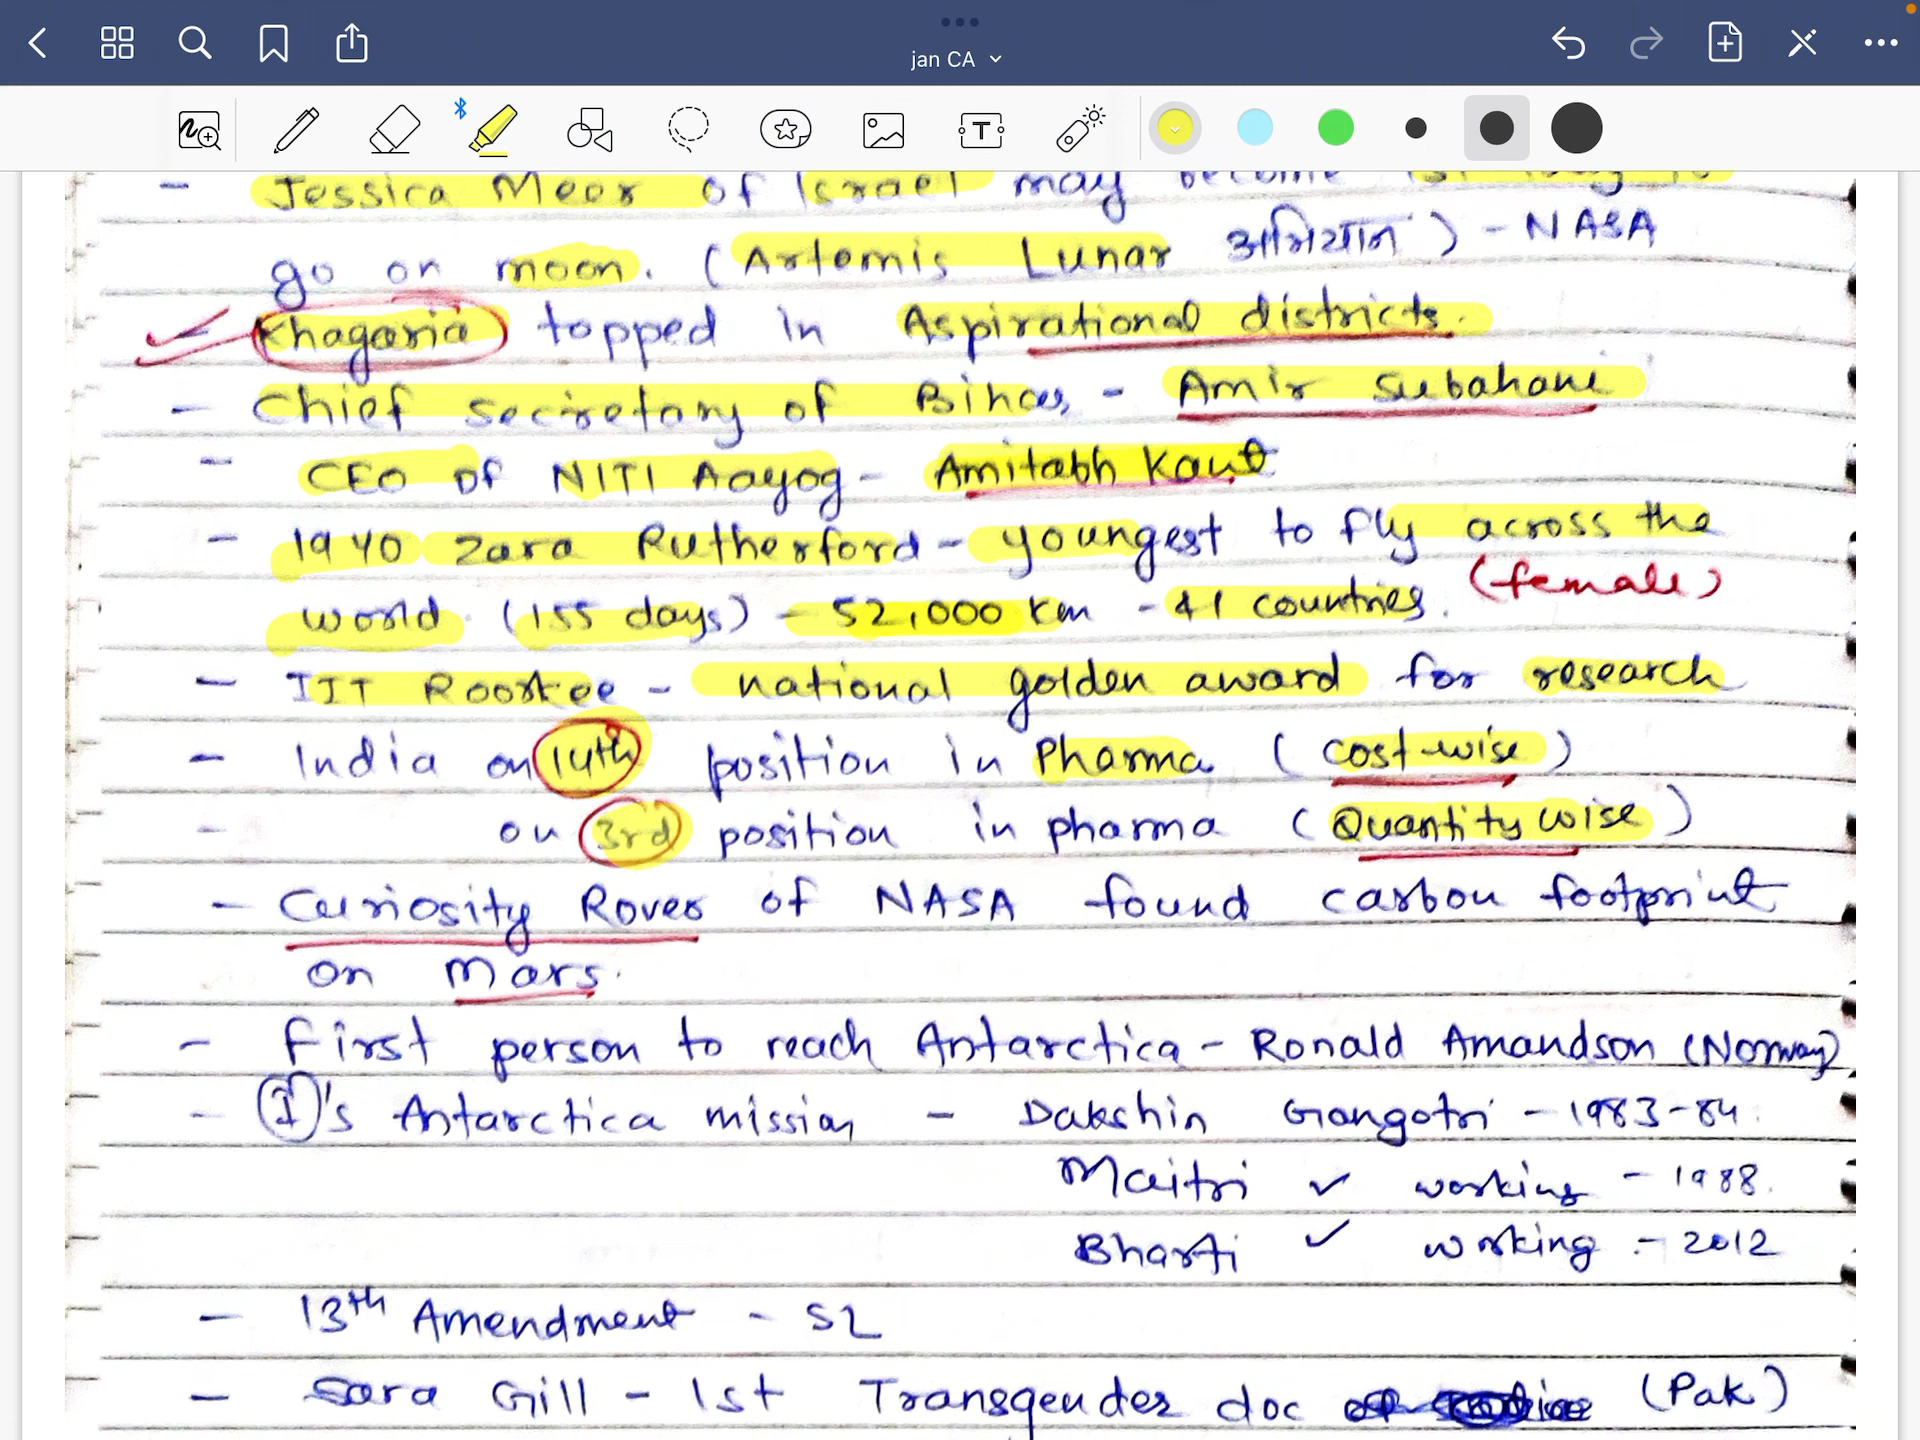 jan CA
- Jessica Meer of Israel may become 1st lady to
go on moon. (Artemis Lunar अभियान) - NASA
Khagaria topped in Aspirational districts.
- Chief Secretary of Bihar - Amir Subahani
- CEO of NITI Aayog - Amitabh Kant
- 1940 Zara Rutherford - youngest to fly across the
world (155 days) - 52,000 km - 41 countries. (female)
- IIT Roorkee - national golden award for research
- India on 14th position in Pharma (cost-wise)
- on 3rd position in pharma (Quantity wise)
- Curiosity Rover of NASA found carbon footprint
on Mars.
- First person to reach Antarctica - Ronald Amandson (Norway)
- I's Antarctica mission - Dakshin Gangotri - 1983-84.
Maitri ✓ working - 1988.
Bharti ✓ working - 2012
- 13th Amendment - SL
- Sara Gill - 1st Transgender doc (Pak)